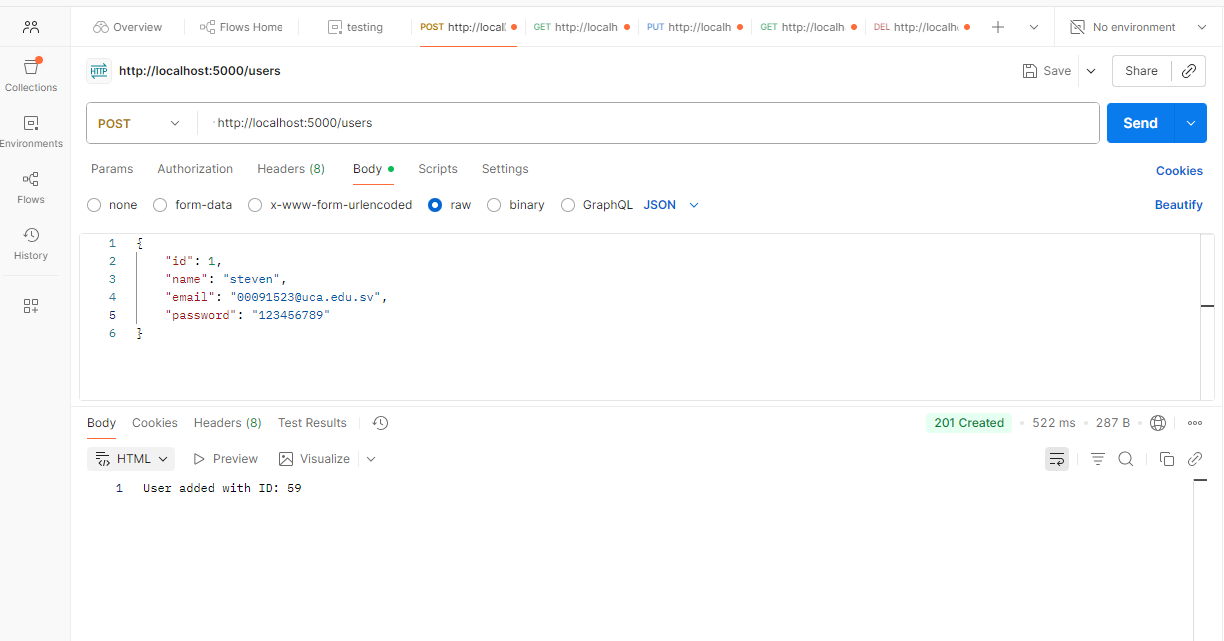 Overview
Flows Home
testing
POST http://local
GET http://localh
PUT http://localh
GET http://localh
DEL http://localh
No environment
Collections
Environments
Flows
History
HTTP http://localhost:5000/users
Save
Share
POST
http://localhost:5000/users
Send
Params Authorization Headers (8) Body Scripts Settings
Cookies
none form-data x-www-form-urlencoded raw binary GraphQL JSON
Beautify
1 {
2 "id": 1,
3 "name": "steven",
4 "email": "00091523@uca.edu.sv",
5 "password": "123456789"
6 }
Body Cookies Headers (8) Test Results
201 Created 522 ms 287 B
HTML Preview Visualize
1 User added with ID: 59